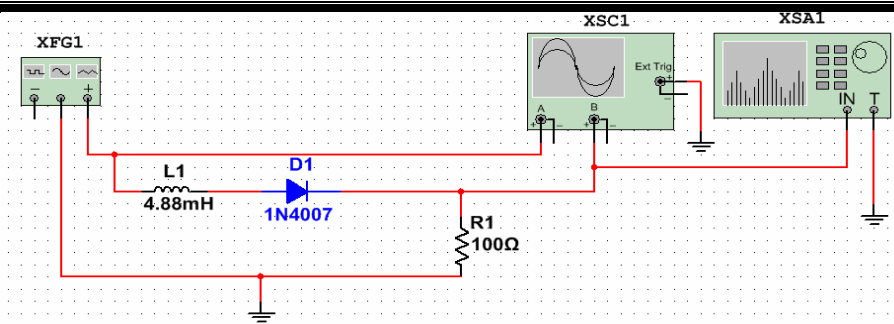 XSC1
XSA1
XFG1
Ext Trig
+
−
−
+
A
B
+
−
+
−
IN
T
L1
4.88mH
D1
1N4007
R1
100Ω